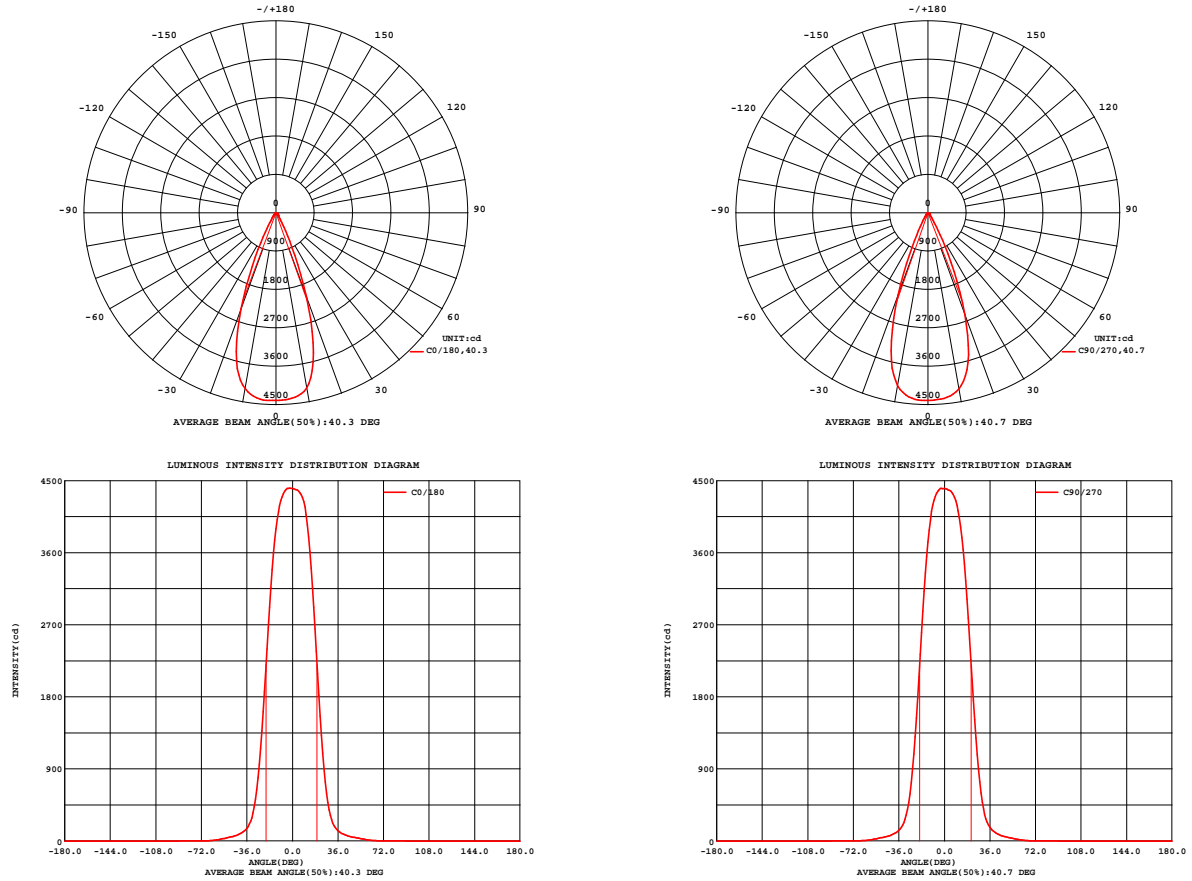 -/+180
-150
150
-120
120
-90
90
0
900
1800
2700
3600
4500
-60
60
-30
30
0
UNIT:cd
C0/180,40.3
AVERAGE BEAM ANGLE(50%):40.3 DEG
-/+180
-150
150
-120
120
-90
90
0
900
1800
2700
3600
4500
-60
60
-30
30
0
UNIT:cd
C90/270,40.7
AVERAGE BEAM ANGLE(50%):40.7 DEG
LUMINOUS INTENSITY DISTRIBUTION DIAGRAM
C0/180
4500
3600
2700
1800
900
0
INTENSITY(cd)
-180.0 -144.0 -108.0 -72.0 -36.0 0.0 36.0 72.0 108.0 144.0 180.0
ANGLE(DEG)
AVERAGE BEAM ANGLE(50%):40.3 DEG
LUMINOUS INTENSITY DISTRIBUTION DIAGRAM
C90/270
4500
3600
2700
1800
900
0
INTENSITY(cd)
-180.0 -144.0 -108.0 -72.0 -36.0 0.0 36.0 72.0 108.0 144.0 180.0
ANGLE(DEG)
AVERAGE BEAM ANGLE(50%):40.7 DEG